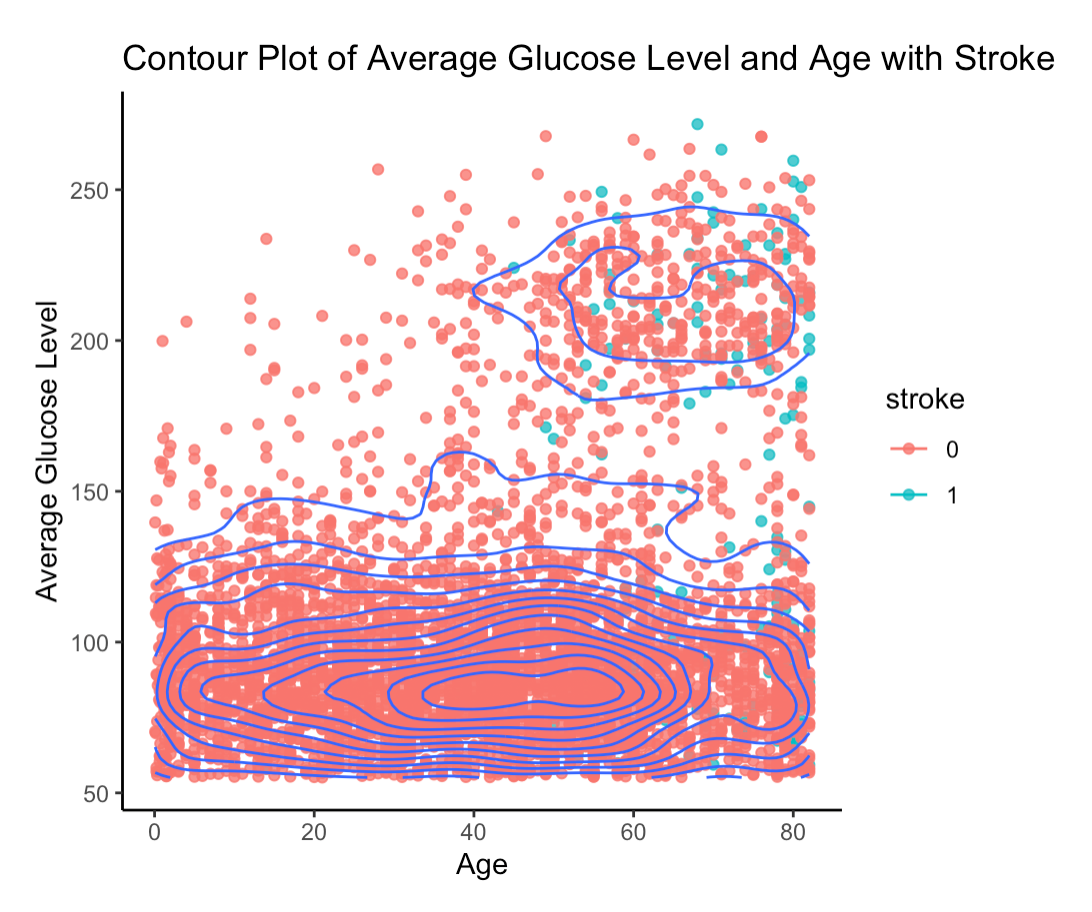 Contour Plot of Average Glucose Level and Age with Stroke
Average Glucose Level
250
200
150
100
50
0 20 40 60 80
Age
stroke
0
1